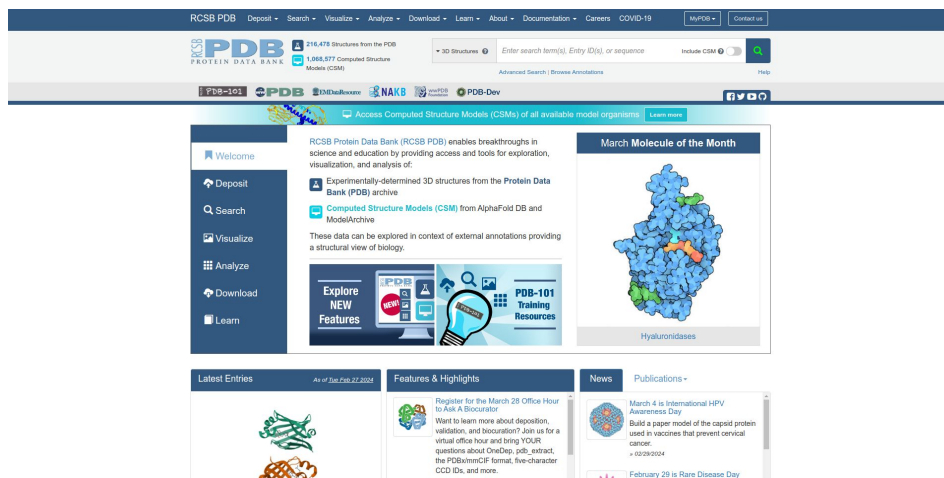 RCSB PDB Deposit Search Visualize Analyze Download Learn About Documentation Careers COVID-19 MyPDB Contact us
RCSB PDB
PROTEIN DATA BANK
216,478 Structures from the PDB
1,068,577 Computed Structure
Models (CSM)
3D Structures Enter search term(s), Entry ID(s), or sequence Include CSM
Advanced Search | Browse Annotations Help
PDB-101 PDB EMDataResource NAKB wwPDB Foundation PDB-Dev
Access Computed Structure Models (CSMs) of all available model organisms Learn more
Welcome
Deposit
Search
Visualize
Analyze
Download
Learn
RCSB Protein Data Bank (RCSB PDB) enables breakthroughs in
science and education by providing access and tools for exploration,
visualization, and analysis of:
Experimentally-determined 3D structures from the Protein Data
Bank (PDB) archive
Computed Structure Models (CSM) from AlphaFold DB and
ModelArchive
These data can be explored in context of external annotations providing
a structural view of biology.
Explore
NEW
Features
PDB
NEW!
PDB-101
PDB-101
Training
Resources
March Molecule of the Month
Hyaluronidases
Latest Entries As of Tue Feb 27 2024
Features & Highlights
Register for the March 28 Office Hour
to Ask A Biocurator
Want to learn more about deposition,
validation, and biocuration? Join us for a
virtual office hour and bring YOUR
questions about OneDep, pdb_extract,
the PDBx/mmCIF format, five-character
CCD IDs, and more.
News Publications
March 4 is International HPV
Awareness Day
Build a paper model of the capsid protein
used in vaccines that prevent cervical
cancer.
» 02/29/2024
February 29 is Rare Disease Day